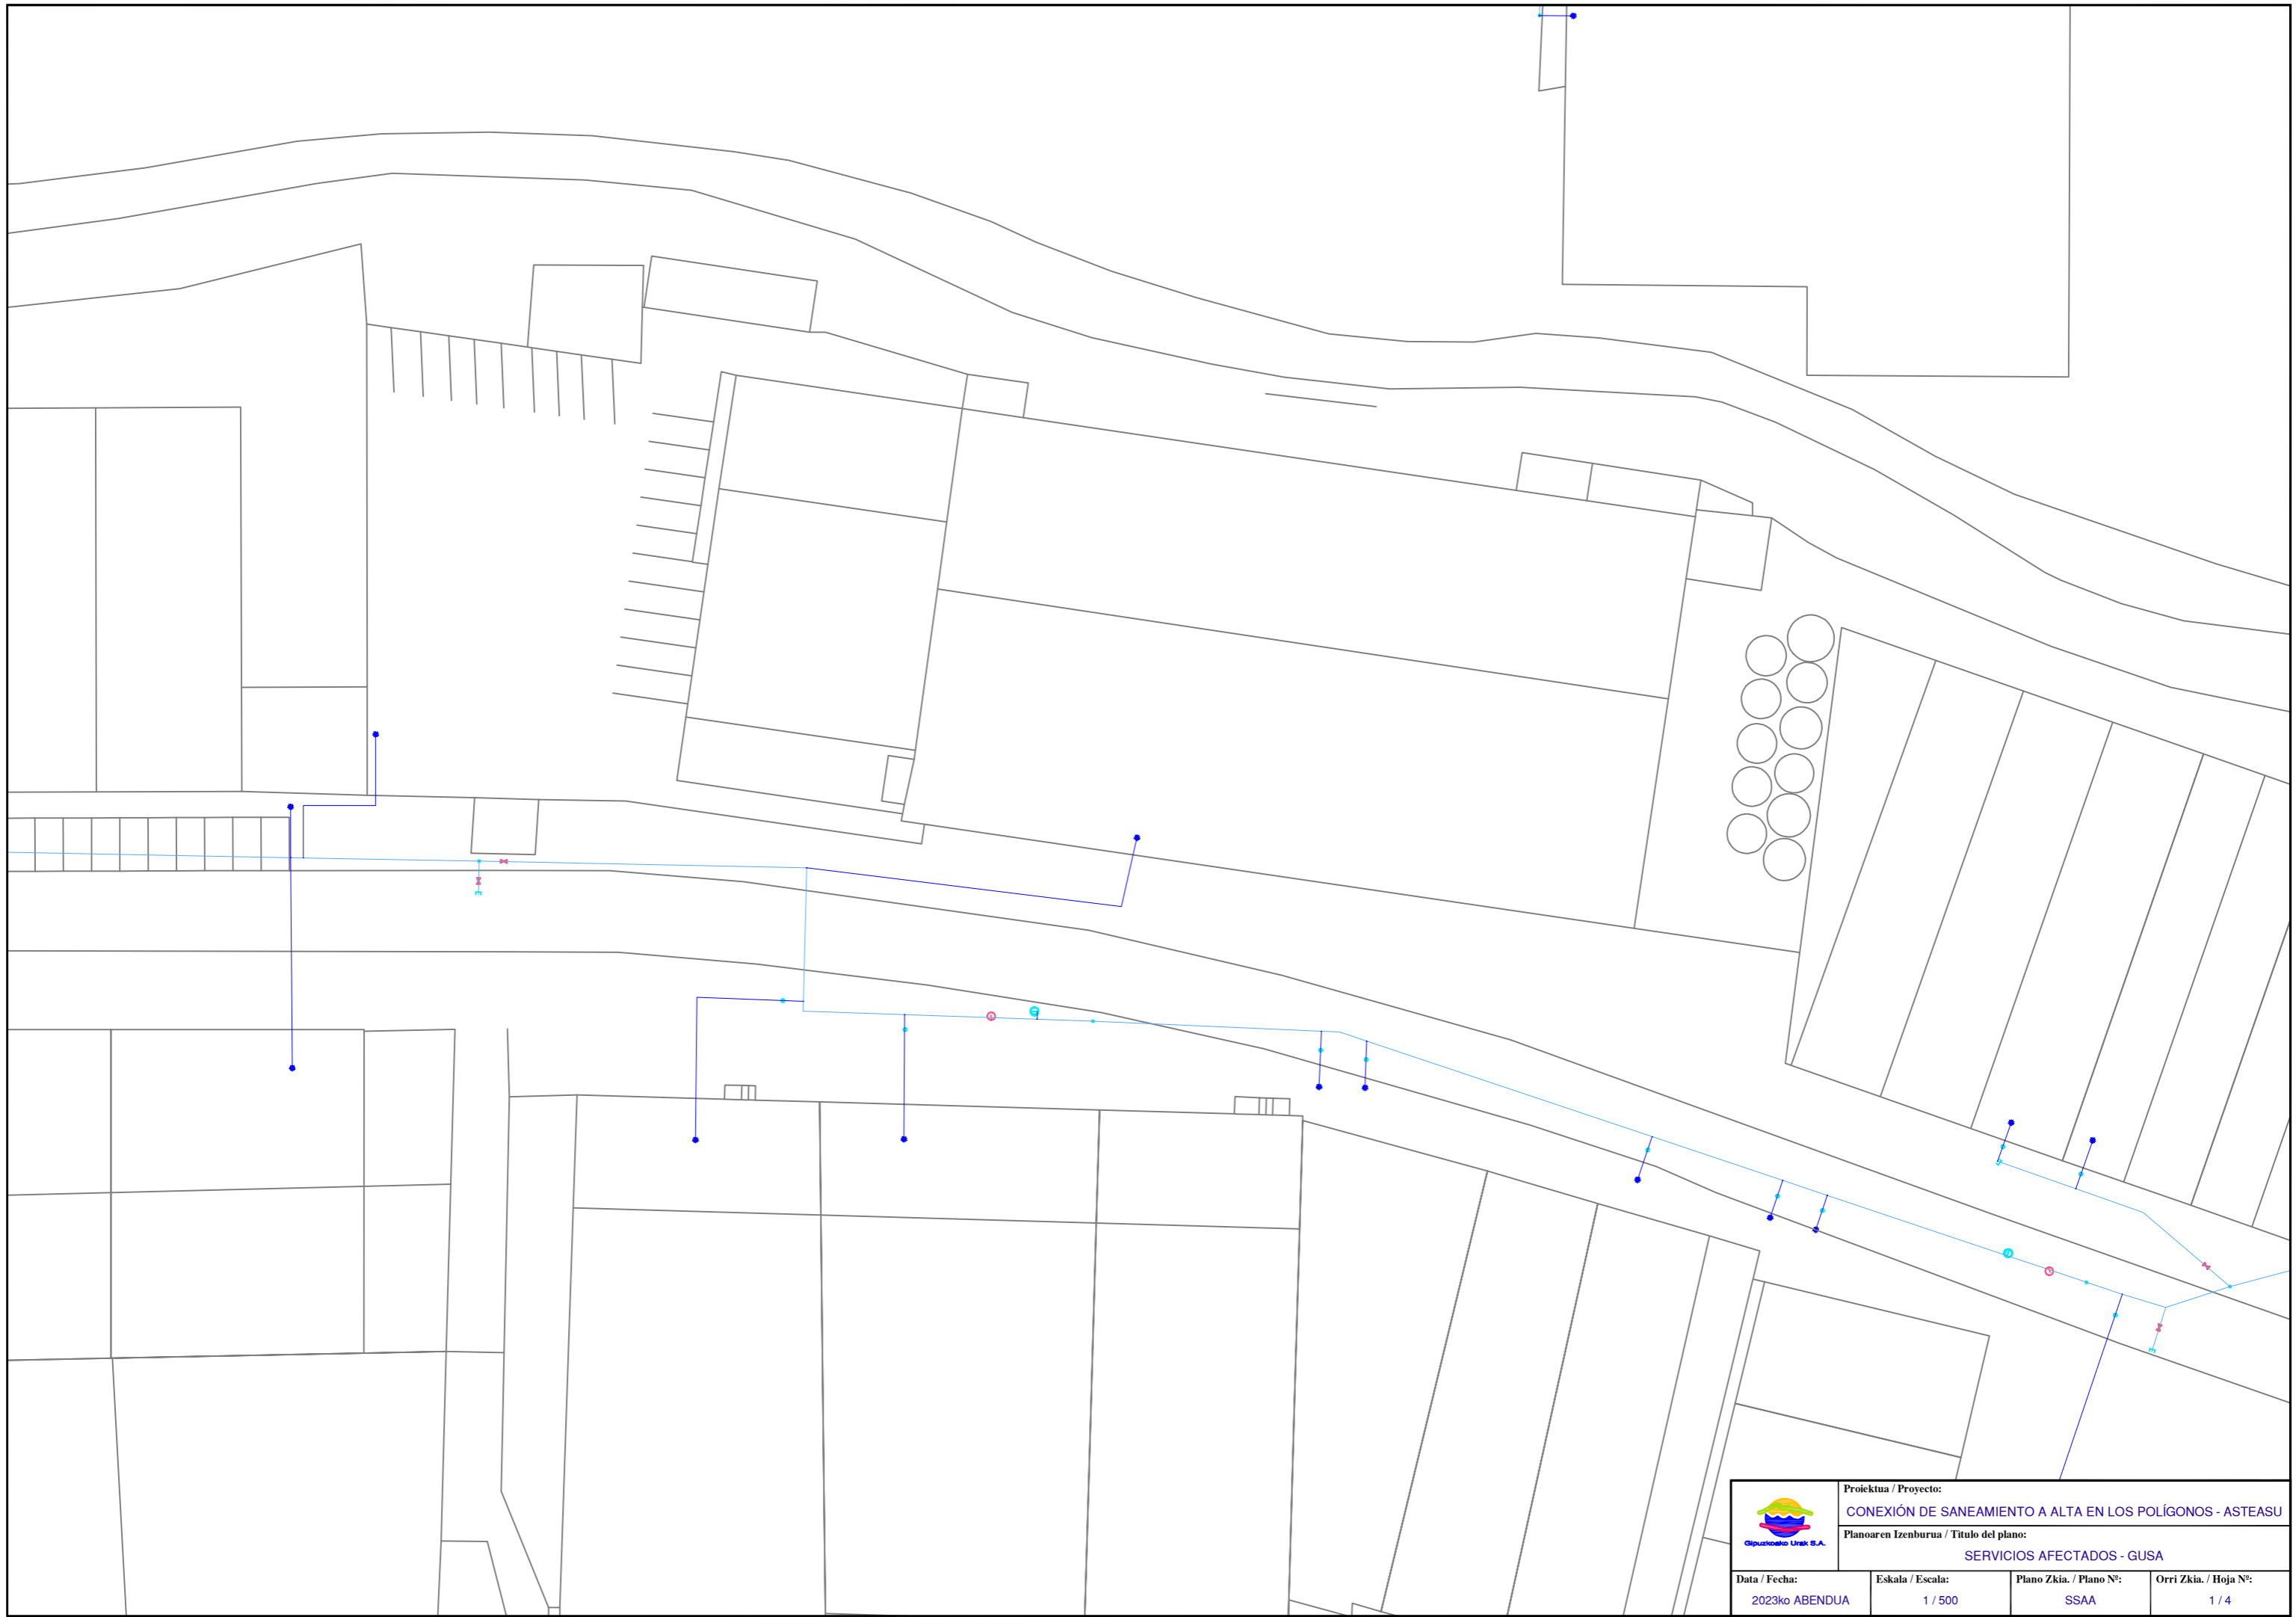 Proiektua / Proyecto:
CONEXIÓN DE SANEAMIENTO A ALTA EN LOS POLÍGONOS - ASTEASU
Planoaren Izenburua / Titulo del plano:
SERVICIOS AFECTADOS - GUSA
Gipuzkoako Urak S.A.
Data / Fecha:
2023ko ABENDUA
Eskala / Escala:
1 / 500
Plano Zkia. / Plano Nº:
SSAA
Orri Zkia. / Hoja Nº:
1 / 4